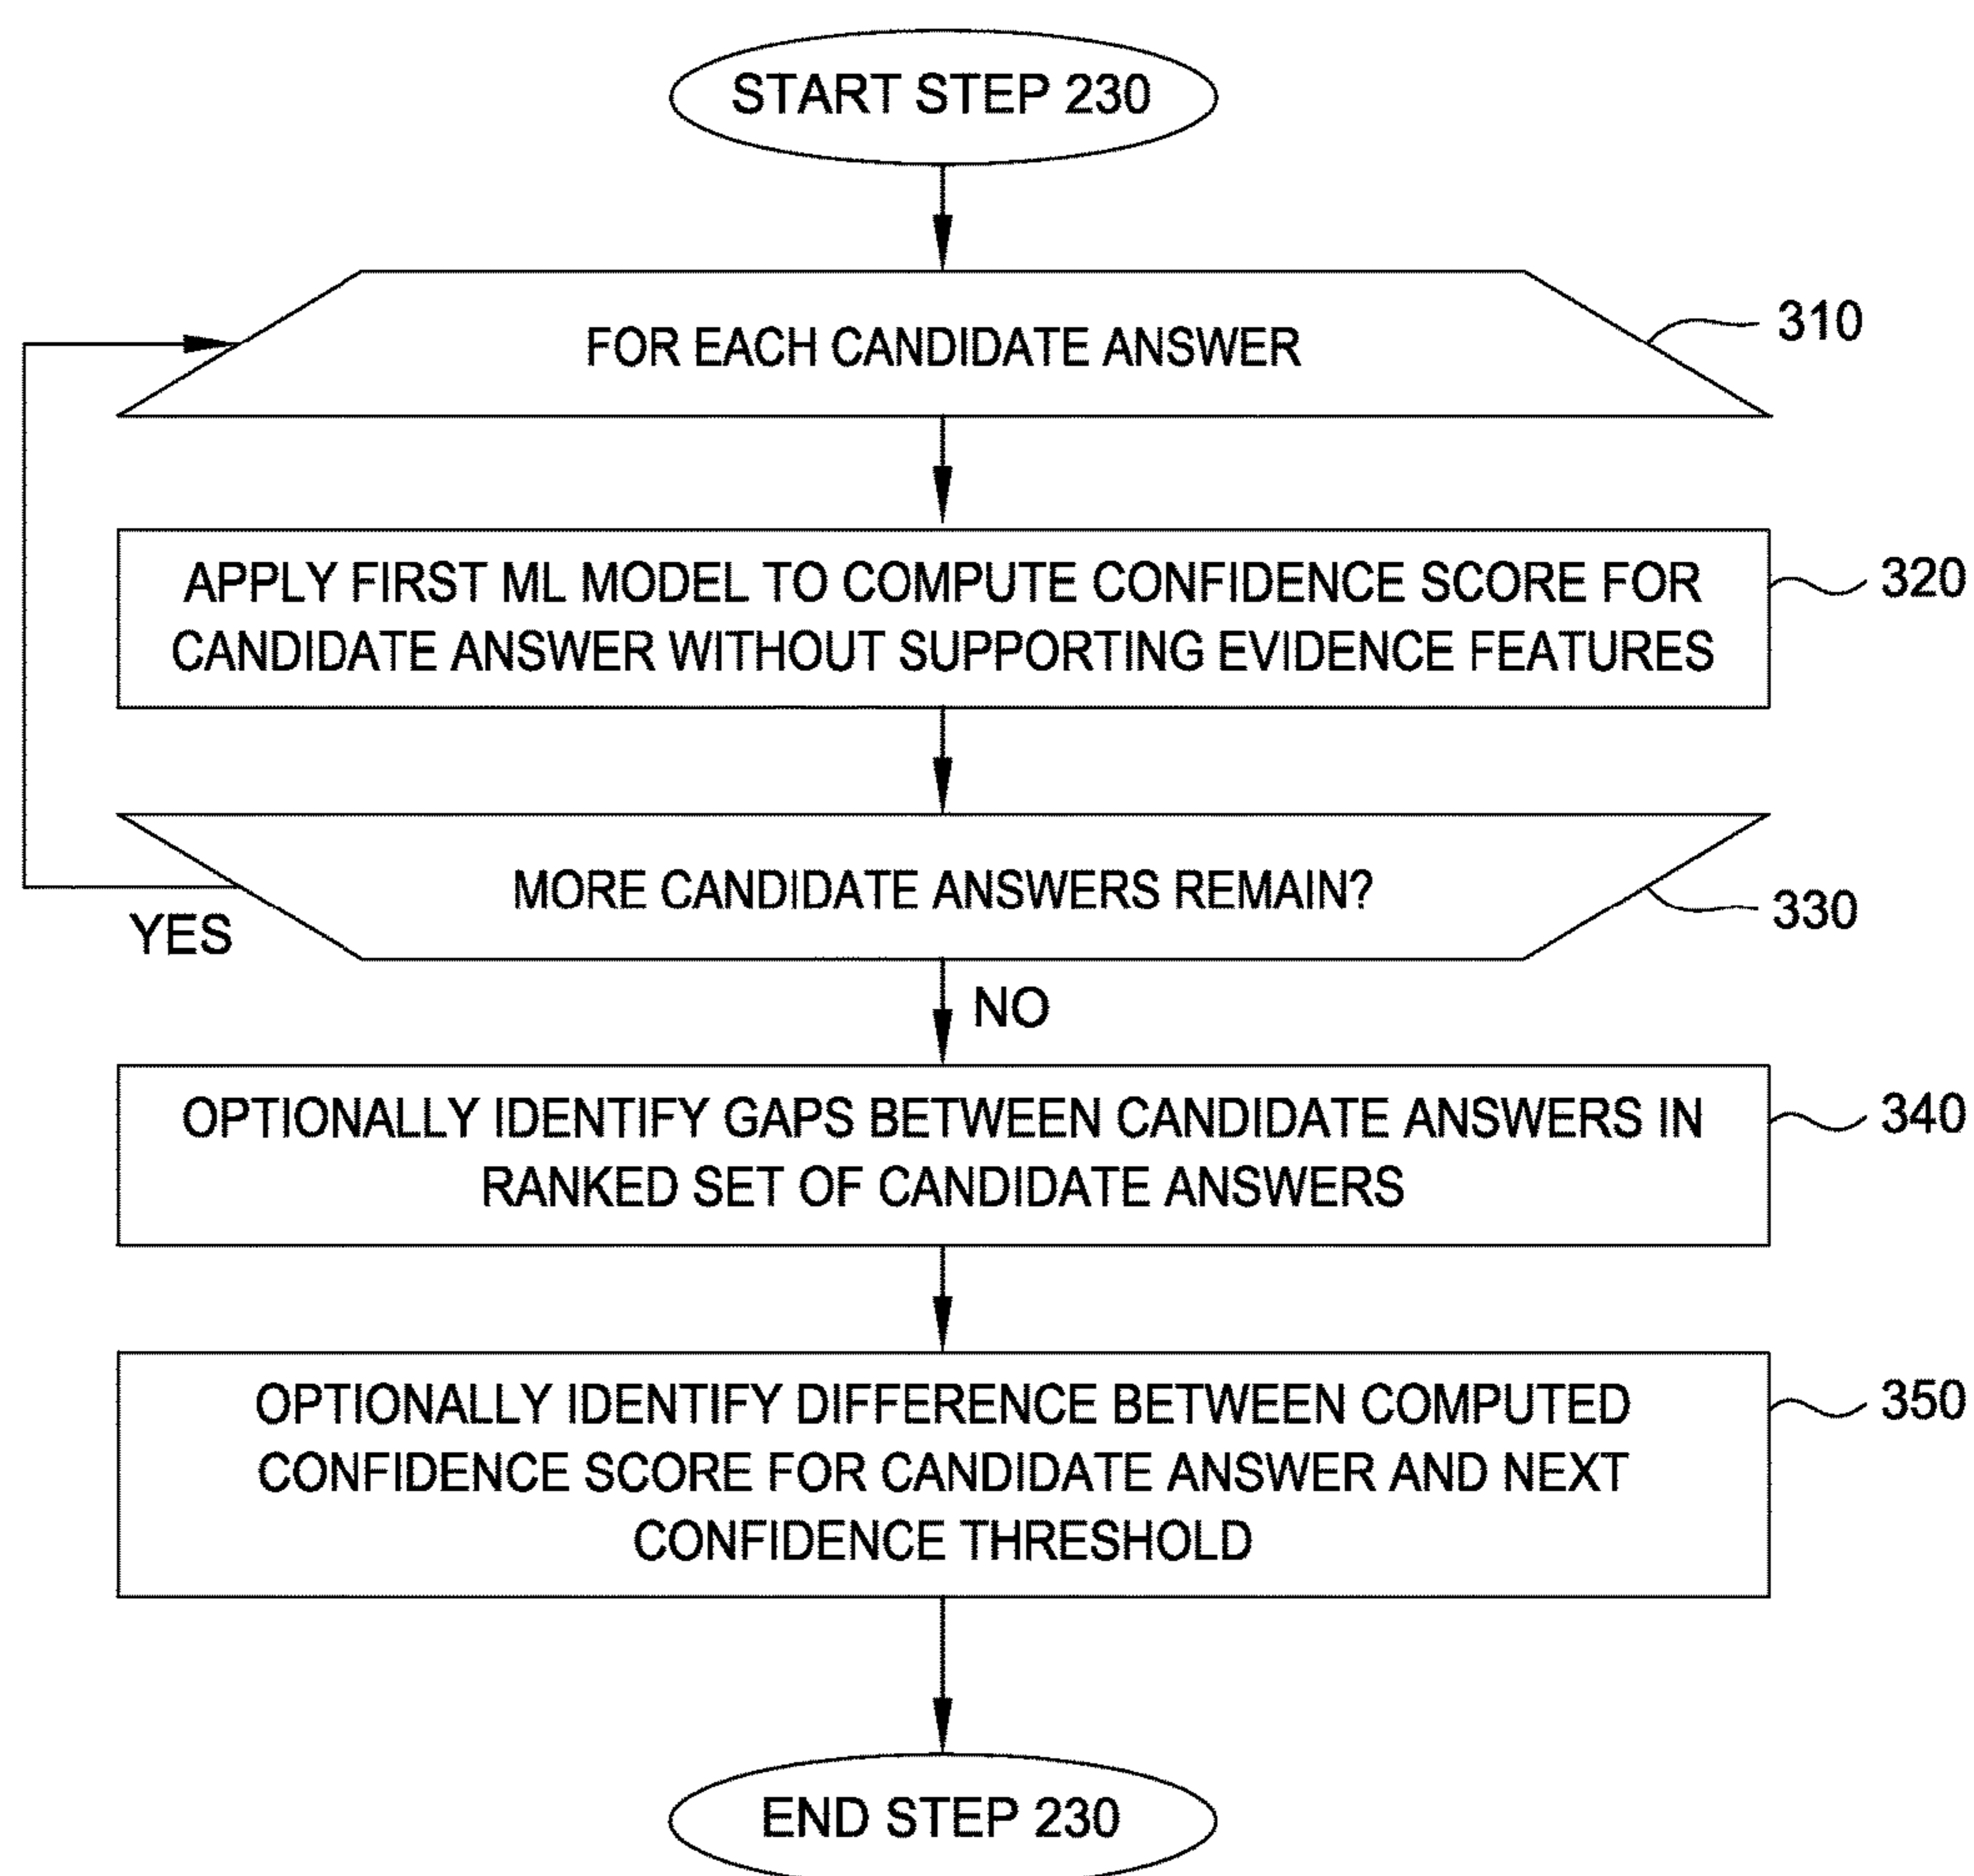 START STEP 230
FOR EACH CANDIDATE ANSWER
310
APPLY FIRST ML MODEL TO COMPUTE CONFIDENCE SCORE FOR
CANDIDATE ANSWER WITHOUT SUPPORTING EVIDENCE FEATURES
320
MORE CANDIDATE ANSWERS REMAIN?
330
YES
NO
OPTIONALLY IDENTIFY GAPS BETWEEN CANDIDATE ANSWERS IN
RANKED SET OF CANDIDATE ANSWERS
340
OPTIONALLY IDENTIFY DIFFERENCE BETWEEN COMPUTED
CONFIDENCE SCORE FOR CANDIDATE ANSWER AND NEXT
CONFIDENCE THRESHOLD
350
END STEP 230